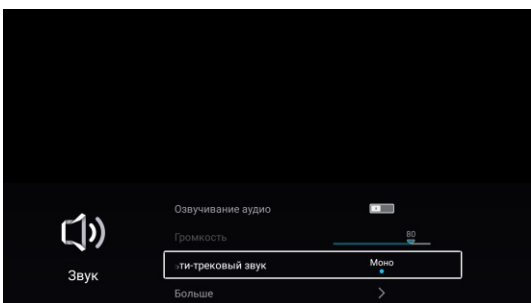 Озвучивание аудио
Громкость
80
ти-трековый звук
Моно
Звук
Больше